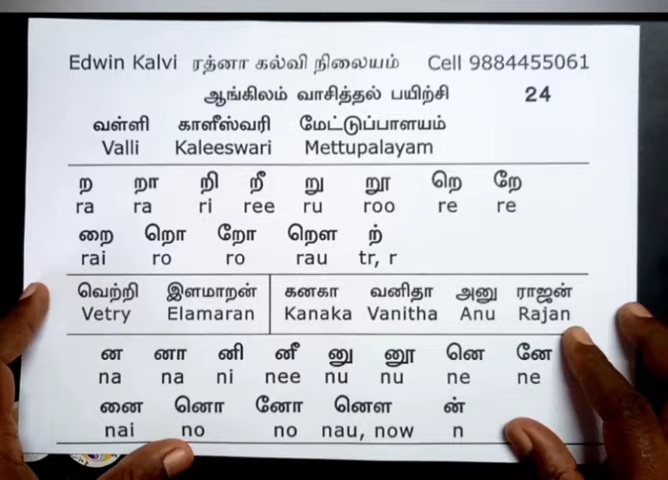 Edwin Kalvi ரத்னா கல்வி நிலையம் Cell 9884455061
ஆங்கிலம் வாசித்தல் பயிற்சி 24
வள்ளி காளீஸ்வரி மேட்டுப்பாளையம்
Valli Kaleeswari Mettupalayam
ற றா றி றீ று றூ றெ றே
ra ra ri ree ru roo re re
றை றொ றோ றௌ ற்
rai ro ro rau tr, r
வெற்றி இளமாறன் கனகா வனிதா அனு ராஜன்
Vetry Elamaran Kanaka Vanitha Anu Rajan
ன னா னி னீ னு னூ னெ னே
na na ni nee nu nu ne ne
னை னொ னோ னௌ ன்
nai no no nau, now n